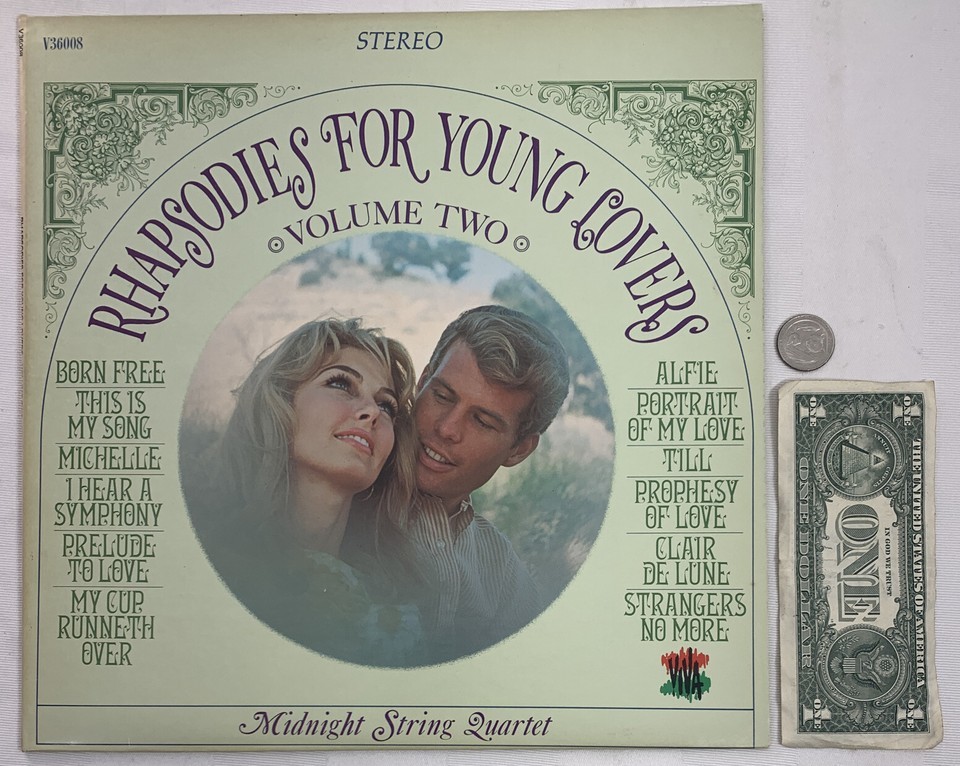 V36008
STEREO
RHAPSODIES FOR YOUNG LOVERS
VOLUME TWO
BORN FREE
THIS IS
MY SONG
MICHELLE
I HEAR A
SYMPHONY
PRELUDE
TO LOVE
MY CUP
RUNNETH
OVER
ALFIE
PORTRAIT
OF MY LOVE
TILL
PROPHESY
OF LOVE
CLAIR
DE LUNE
STRANGERS
NO MORE
VIVA
Midnight String Quartet
THE UNITED STATES OF AMERICA
IN GOD WE TRUST
ONE DOLLAR
ONE
ONE
ONE
ONE